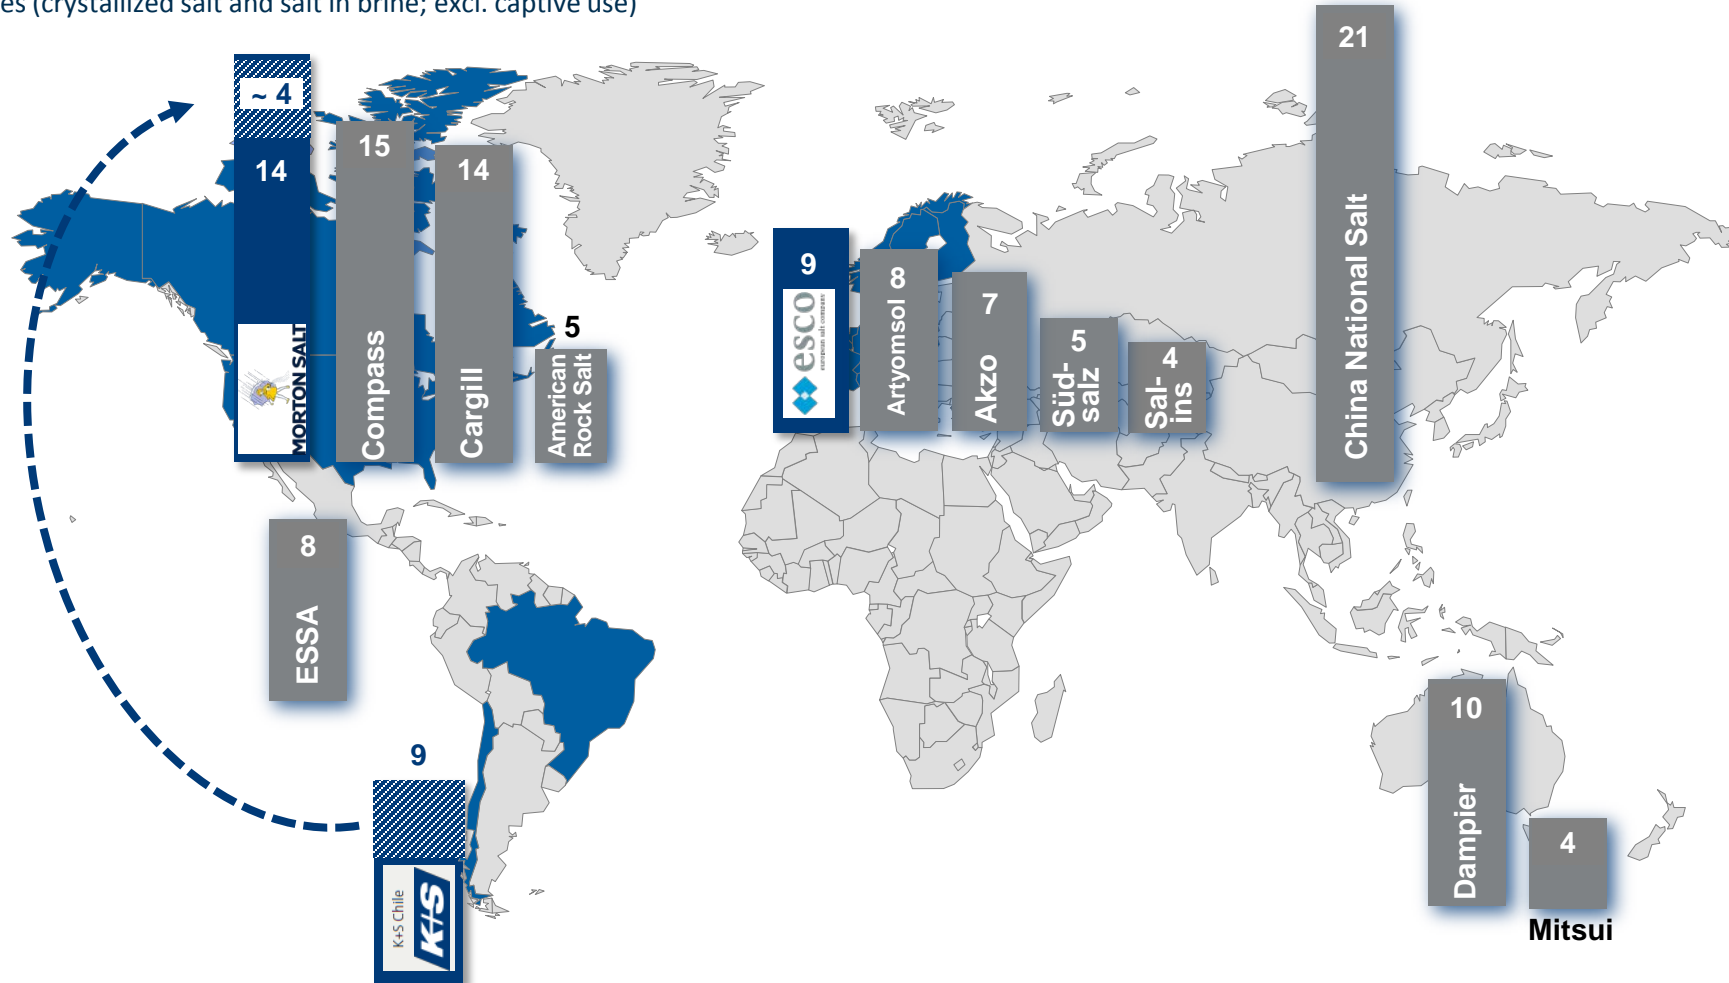 es (crystallized salt and salt in brine; excl. captive use)
~ 4
14
MORTON SALT
15
Compass
14
Cargill
5
American
Rock Salt
8
ESSA
9
K+S Chile
K+S
9
esco
european salt company
8
Artyomsol
7
Akzo
5
Süd-
salz
4
Sal-
ins
21
China National Salt
10
Dampier
4
Mitsui